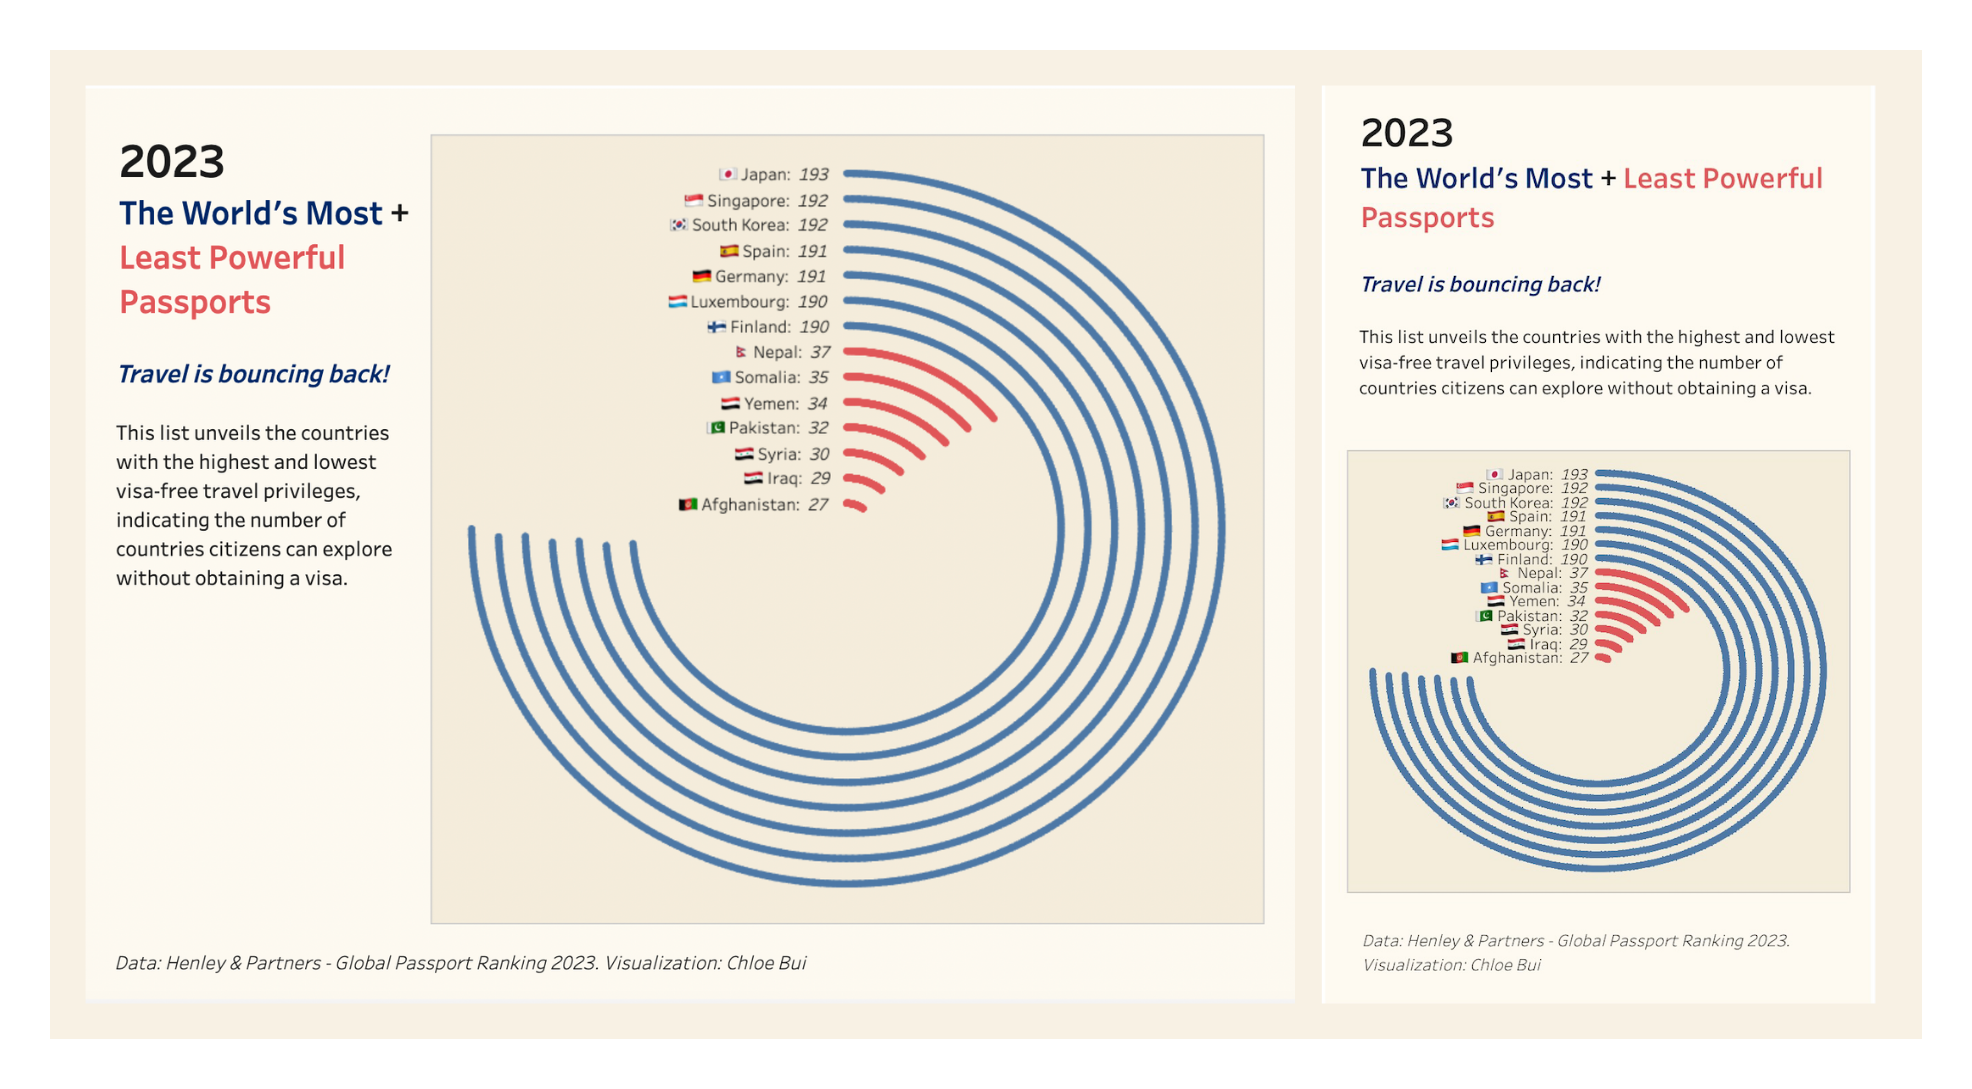 2023
The World's Most +
Least Powerful
Passports
Travel is bouncing back!
This list unveils the countries
with the highest and lowest
visa-free travel privileges,
indicating the number of
countries citizens can explore
without obtaining a visa.
Japan: 193
Singapore: 192
South Korea: 192
Spain: 191
Germany: 191
Luxembourg: 190
Finland: 190
Nepal: 37
Somalia: 35
Yemen: 34
Pakistan: 32
Syria: 30
Iraq: 29
Afghanistan: 27
Data: Henley & Partners - Global Passport Ranking 2023. Visualization: Chloe Bui
2023
The World's Most + Least Powerful
Passports
Travel is bouncing back!
This list unveils the countries with the highest and lowest
visa-free travel privileges, indicating the number of
countries citizens can explore without obtaining a visa.
Japan: 193
Singapore: 192
South Korea: 192
Spain: 191
Germany: 191
Luxembourg: 190
Finland: 190
Nepal: 37
Somalia: 35
Yemen: 34
Pakistan: 32
Syria: 30
Iraq: 29
Afghanistan: 27
Data: Henley & Partners - Global Passport Ranking 2023.
Visualization: Chloe Bui